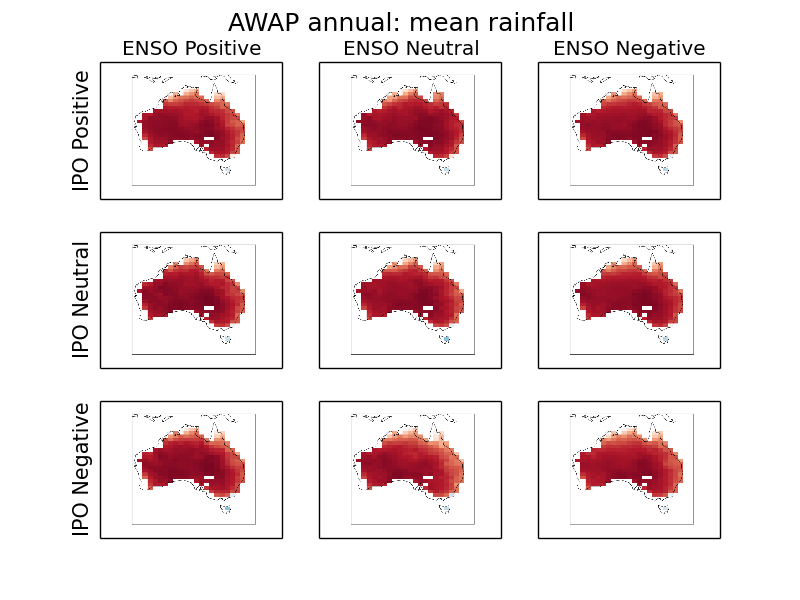 AWAP annual: mean rainfall
ENSO Positive
ENSO Neutral
ENSO Negative
IPO Positive
IPO Neutral
IPO Negative